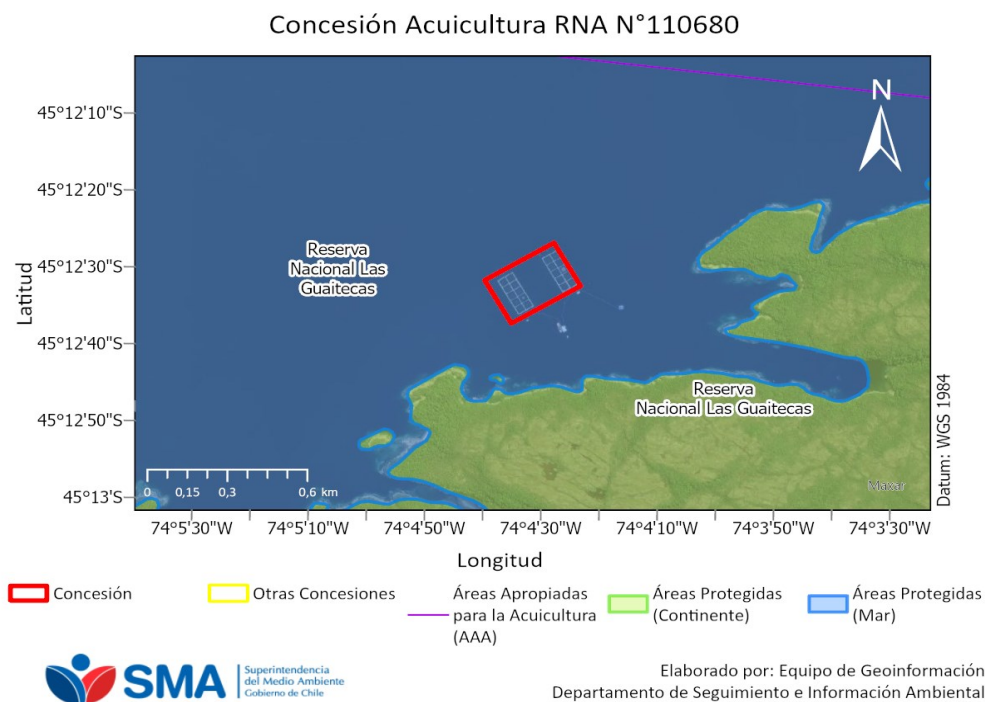 Concesión Acuicultura RNA N°110680
N
45°12'10"S
45°12'20"S
45°12'30"S
45°12'40"S
45°12'50"S
45°13'S
Latitud
Reserva
Nacional Las
Guaitecas
Reserva
Nacional Las Guaitecas
Maxar
Datum: WGS 1984
0 0,15 0,3 0,6 km
74°5'30"W 74°5'10"W 74°4'50"W 74°4'30"W 74°4'10"W 74°3'50"W 74°3'30"W
Longitud
Concesión
Otras Concesiones
Áreas Apropiadas
para la Acuicultura
(AAA)
Áreas Protegidas
(Continente)
Áreas Protegidas
(Mar)
SMA
Superintendencia
del Medio Ambiente
Gobierno de Chile
Elaborado por: Equipo de Geoinformación
Departamento de Seguimiento e Información Ambiental